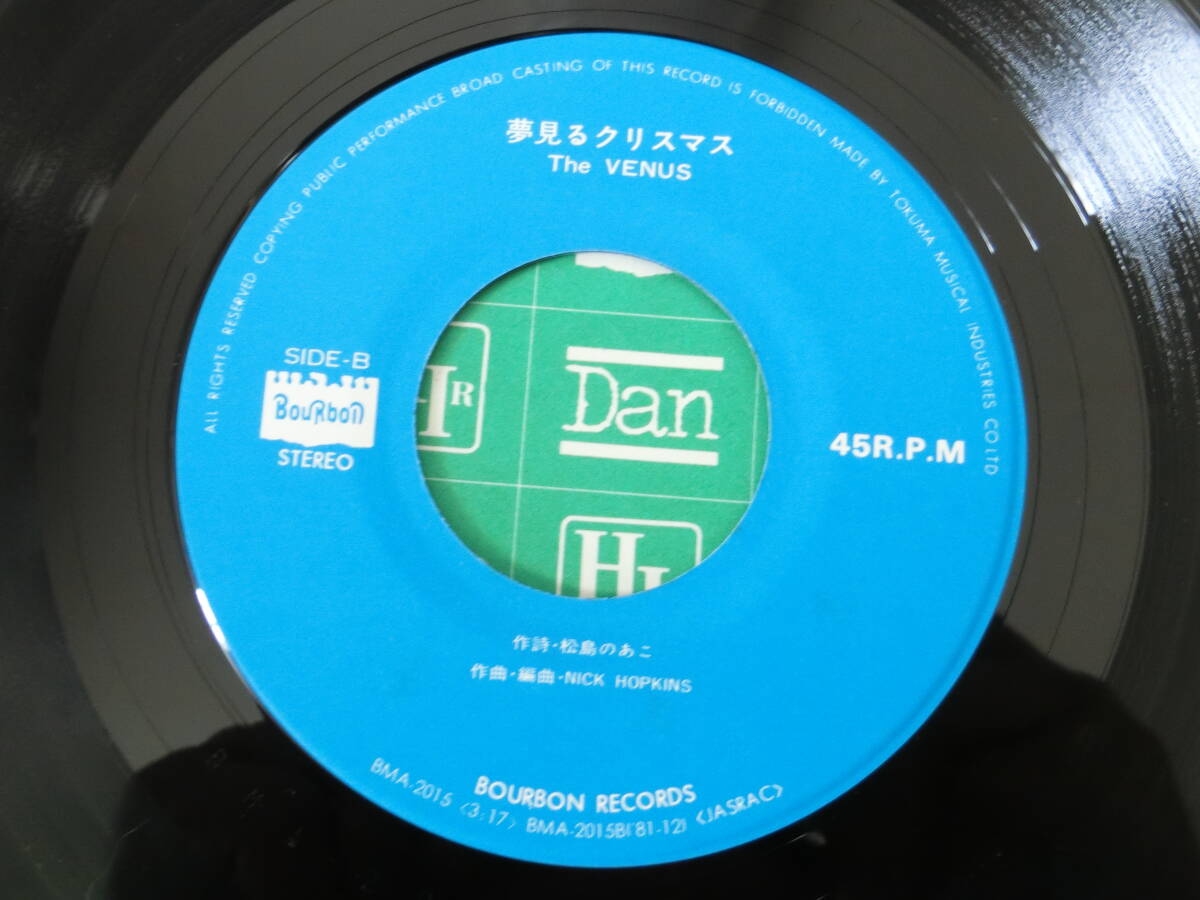 ALL RIGHTS RESERVED COPYING PUBLIC PERFORMANCE BROAD CASTING OF THIS RECORD IS FORBIDDEN MADE BY TOKUMA MUSICAL INDUSTRIES CO.LTD
夢見るクリスマス
The VENUS
SIDE-B
BouRboN
STEREO
HR
Dan
45R.P.M
作詩・松島のあこ
作曲・編曲・NICK HOPKINS
BOURBON RECORDS
BMA-2015 〈3:17〉 BMA-2015B('81-12) 〈JASRAC〉